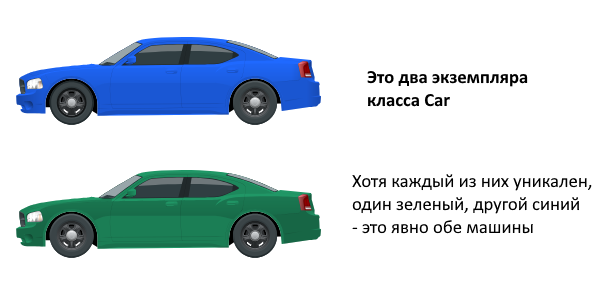 Это два экземпляра
класса Car
Хотя каждый из них уникален,
один зеленый, другой синий
- это явно обе машины